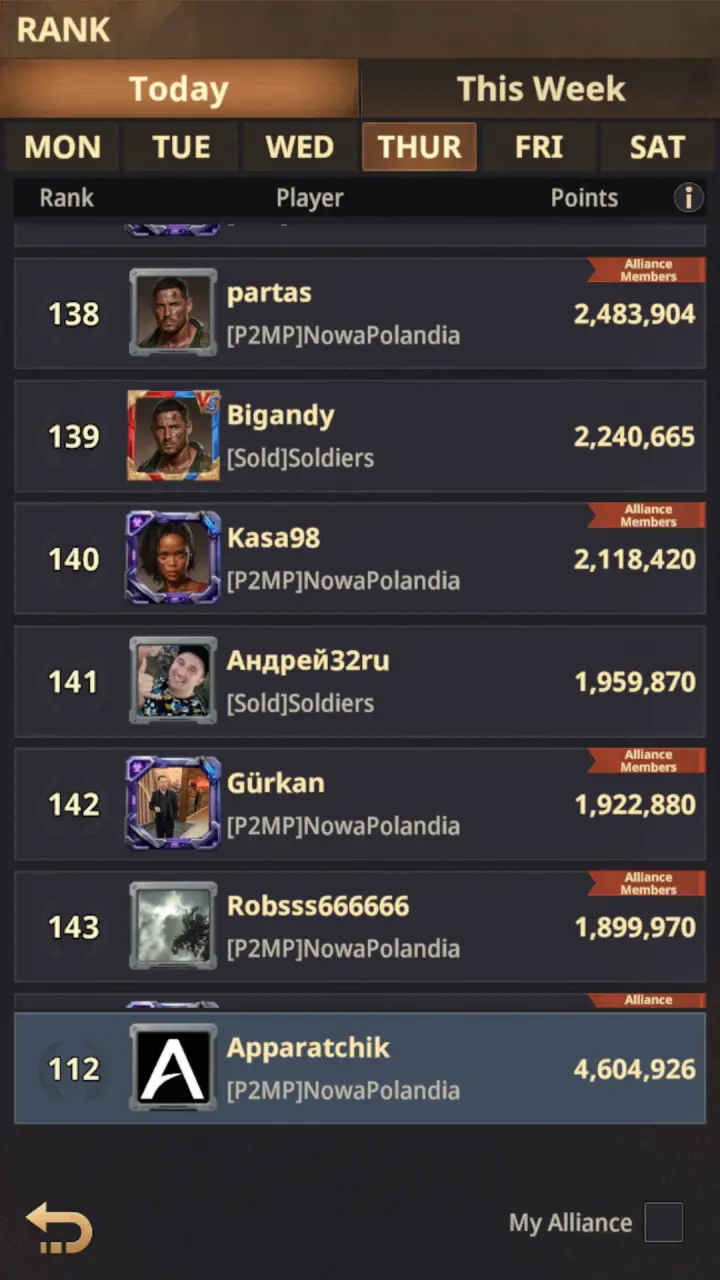 RANK
Today
This Week
MON
TUE
WED
THUR
FRI
SAT
Rank
Player
Points
138
partas
[P2MP]NowaPolandia
Alliance
Members
2,483,904
139
Bigandy
[Sold]Soldiers
2,240,665
140
Kasa98
[P2MP]NowaPolandia
Alliance
Members
2,118,420
141
Андрей32ru
[Sold]Soldiers
1,959,870
142
Gürkan
[P2MP]NowaPolandia
Alliance
Members
1,922,880
143
Robsss666666
[P2MP]NowaPolandia
Alliance
Members
1,899,970
Alliance
112
Apparatchik
[P2MP]NowaPolandia
4,604,926
My Alliance